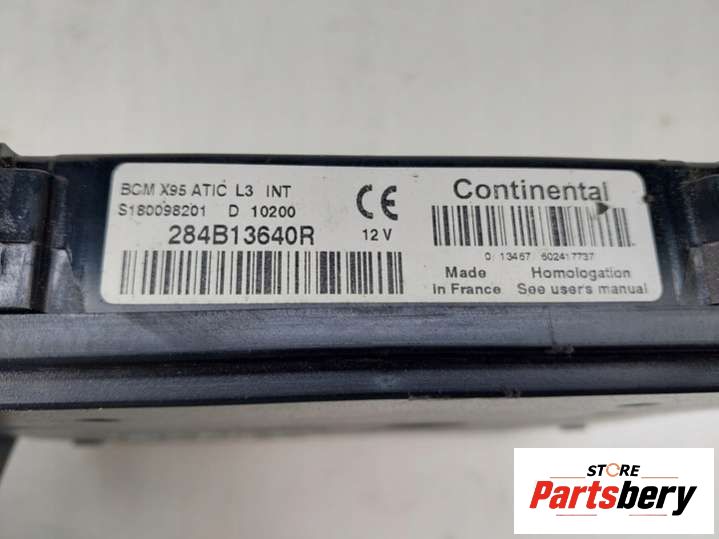 BCM X95 ATIC L3 INT
S180098201 D 10200
284B13640R
CE
12 V
Continental
0 13467 602417737
Made
in France
Homologation
See users manual
STORE
Partsbery